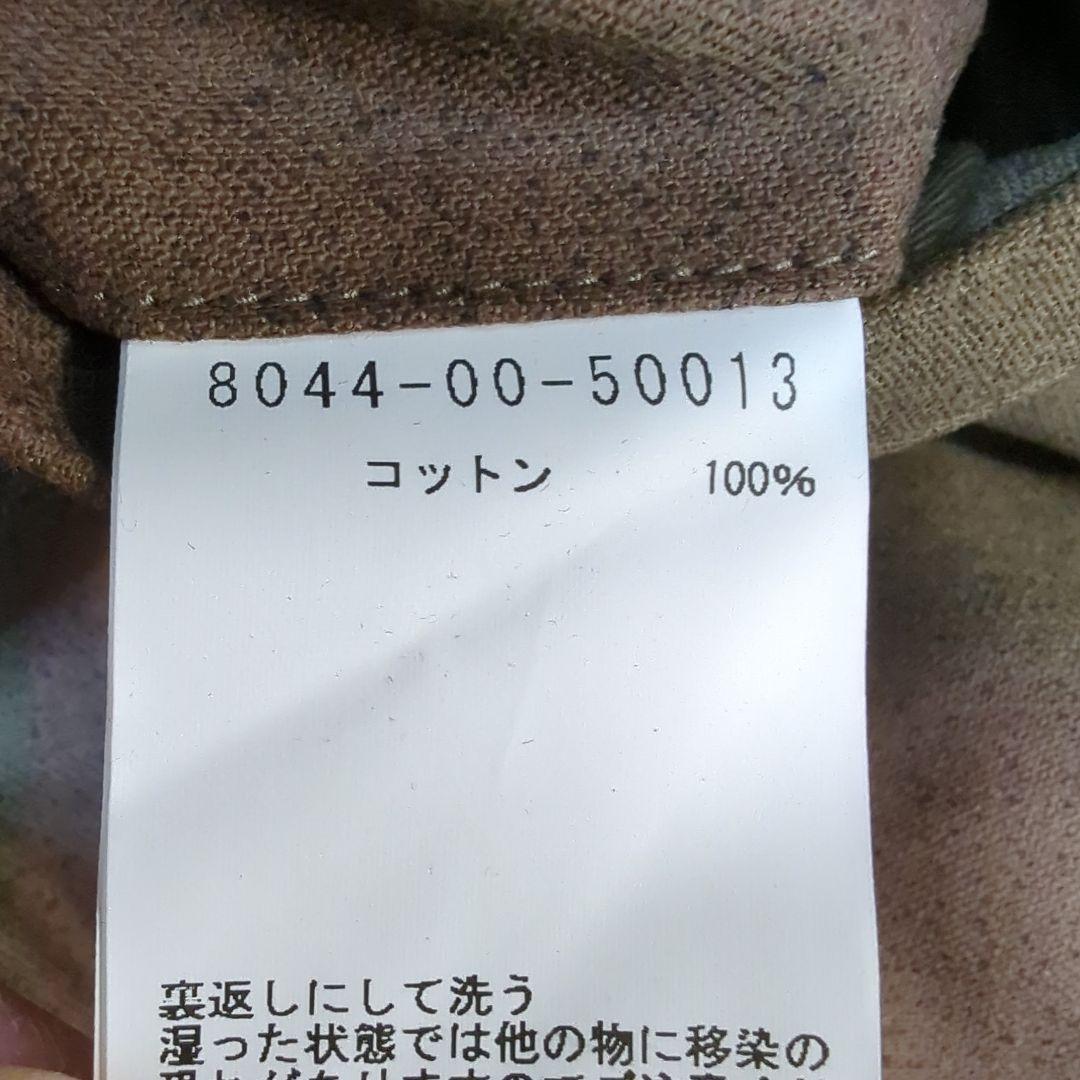 8044-00-50013
コットン 100%
裏返しにして洗う
湿った状態では他の物に移染の